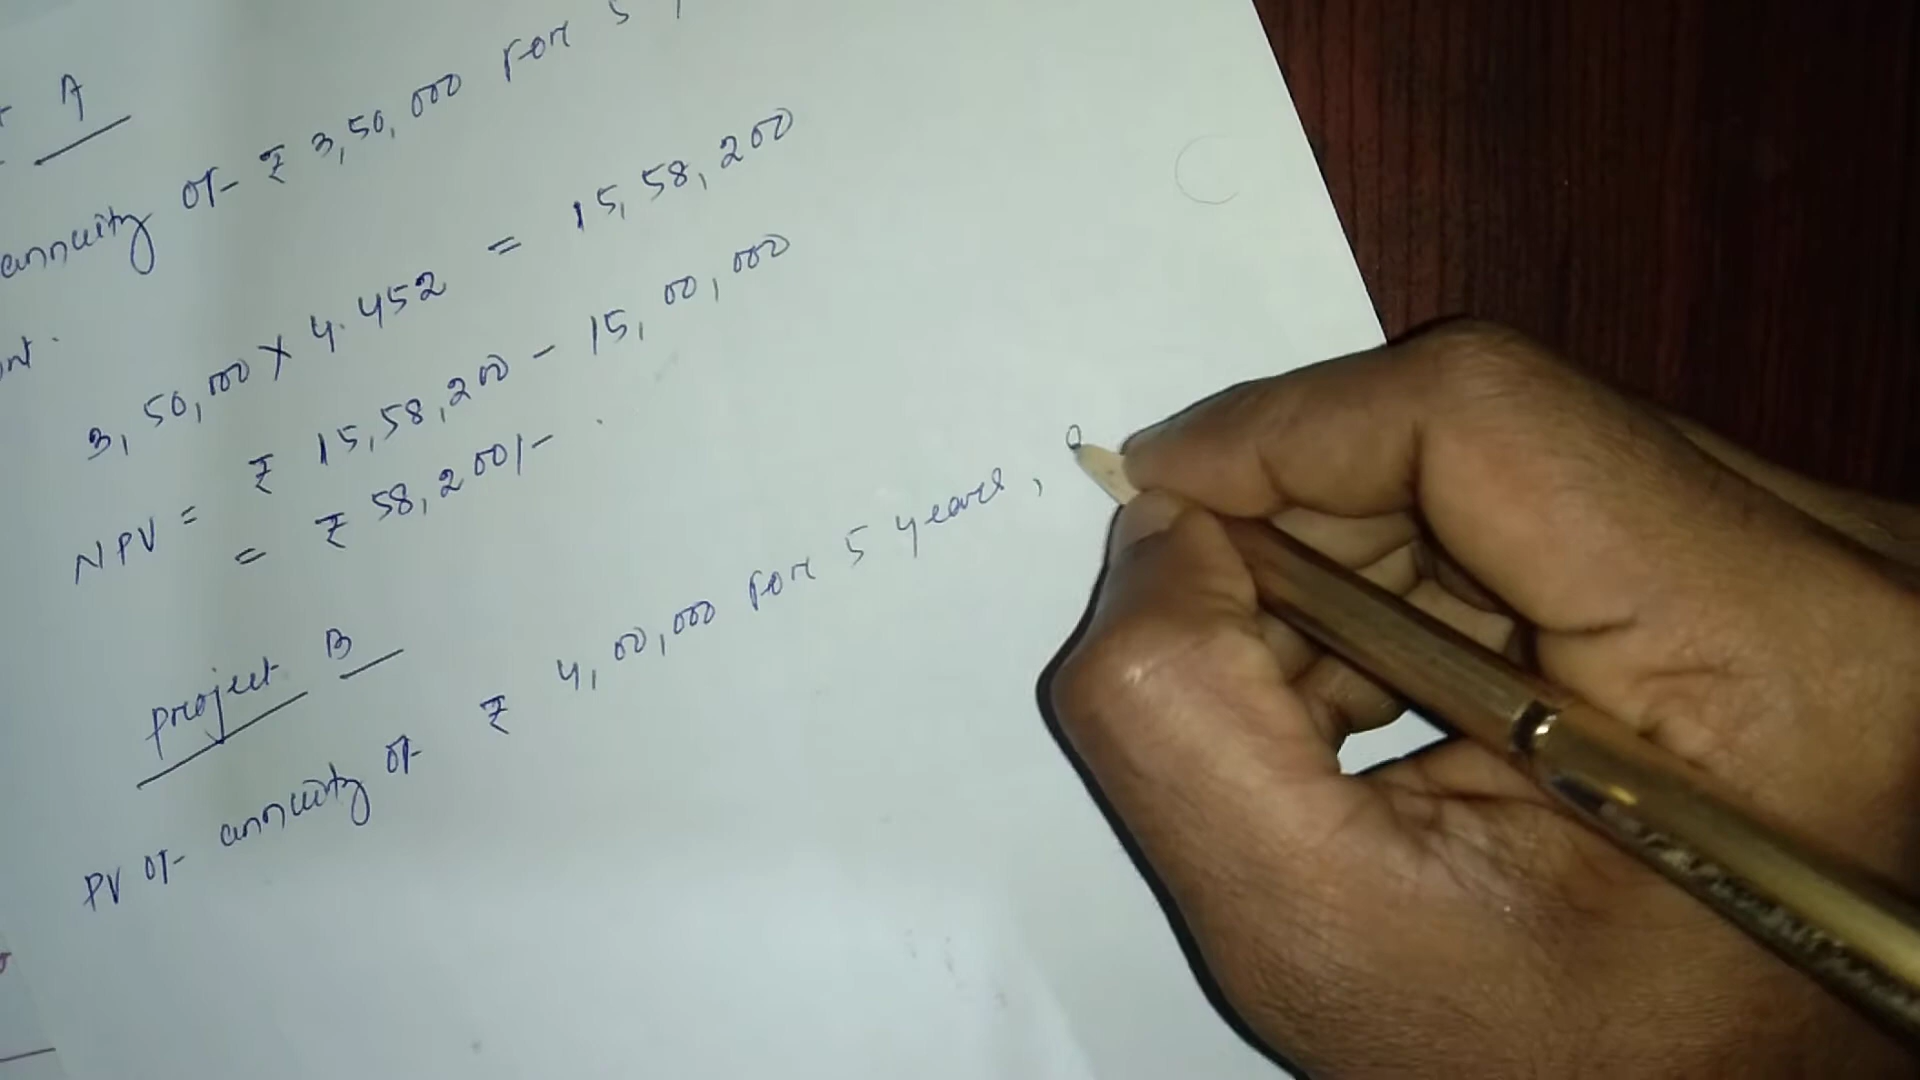 A
annuity of ₹ 3,50,000 for 5
3,50,000 X 4.452 = 15,58,200
NPV = ₹ 15,58,200 - 15,00,000
= ₹ 58,200/-
project B
PV of annuity of ₹ 4,00,000 for 5 years,